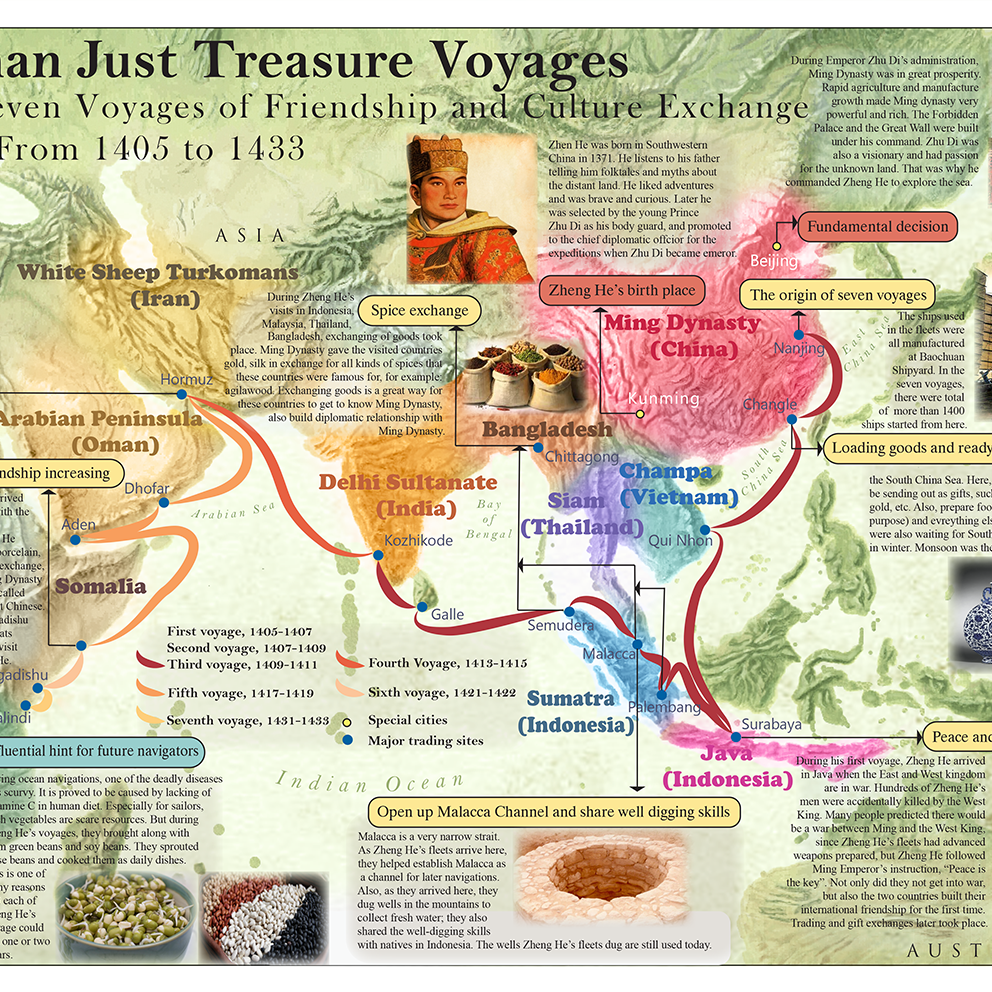 an Just Treasure Voyages
even Voyages of Friendship and Culture Exchange
From 1405 to 1433
During Emperor Zhu Di's administration,
Ming Dynasty was in great prosperity.
Rapid agriculture and manufacture
growth made Ming dynasty very
powerful and rich. The Forbidden
Palace and the Great Wall were built
under his command. Zhu Di was
also a visionary and had passion
for the unknown land. That was why he
commanded Zheng He to explore the sea.
Zhen He was born in Southwestern
China in 1371. He listens to his father
telling him folktales and myths about
the distant land. He liked adventures
and was brave and curious. Later he
was selected by the young Prince
Zhu Di as his body guard, and promoted
to the chief diplomatic offcior for the
expeditions when Zhu Di became emeror.
ASIA
Fundamental decision
Beijing
White Sheep Turkomans
(Iran)
Zheng He's birth place
The origin of seven voyages
During Zheng He's
visits in Indonesia,
Malaysia, Thailand,
Bangladesh, exchanging of goods took
place. Ming Dynasty gave the visited countries
gold, silk in exchange for all kinds of spices that
these countries were famous for, for example:
agilawood. Exchanging goods is a great way for
these countries to get to know Ming Dynasty,
also build diplomatic relationship with
Ming Dynasty.
Spice exchange
Ming Dynasty
(China)
Nanjing
East
China Sea
The ships used
in the fleets were
all manufactured
at Baochuan
Shipyard. In the
seven voyages,
there were total
of more than 1400
ships started from here.
Hormuz
Kunming
Changle
Arabian Peninsula
(Oman)
Bangladesh
Chittagong
South
China Sea
Loading goods and ready
ndship increasing
Dhofar
Delhi Sultanate
(India)
Champa
(Vietnam)
Siam
(Thailand)
the South China Sea. Here,
be sending out as gifts, suc
gold, etc. Also, prepare foo
purpose) and evreything els
were also waiting for South
in winter. Monsoon was the
rived
with the
Aden
Arabian Sea
Bay
of
Bengal
Kozhikode
Qui Nhon
He
porcelain,
exchange,
g Dynasty
called
t Chinese.
adishu
ats
visit
He.
Somalia
Galle
Semudera
Malacca
gadishu
alindi
First voyage, 1405-1407
Second voyage, 1407-1409
Third voyage, 1409-1411
Fourth Voyage, 1413-1415
Fifth voyage, 1417-1419
Sixth voyage, 1421-1422
Seventh voyage, 1431-1433
Special cities
Major trading sites
Sumatra
(Indonesia)
Palembang
Surabaya
Java
(Indonesia)
Peace and
fluential hint for future navigators
ring ocean navigations, one of the deadly diseases
s scurvy. It is proved to be caused by lacking of
amine C in human diet. Especially for sailors,
h vegetables are scarce resources. But during
ng He's voyages, they brought along with
m green beans and soy beans. They sprouted
se beans and cooked them as daily dishes.
s is one of
ny reasons
each of
eng He's
age could
one or two
ars.
Indian Ocean
Open up Malacca Channel and share well digging skills
Malacca is a very narrow strait.
As Zheng He's fleets arrive here,
they helped establish Malacca as
a channel for later navigations.
Also, as they arrived here, they
dug wells in the mountains to
collect fresh water; they also
shared the well-digging skills
with natives in Indonesia. The wells Zheng He's fleets dug are still used today.
During his first voyage, Zheng He arrived
in Java when the East and West kingdom
are in war. Hundreds of Zheng He's
men were accidentally killed by the West
King. Many people predicted there would
be a war between Ming and the West King,
since Zheng He's fleets had advanced
weapons prepared, but Zheng He followed
Ming Emperor's instruction, "Peace is
the key". Not only did they not get into war,
but also the two countries built their
international friendship for the first time.
Trading and gift exchanges later took place.
AUST